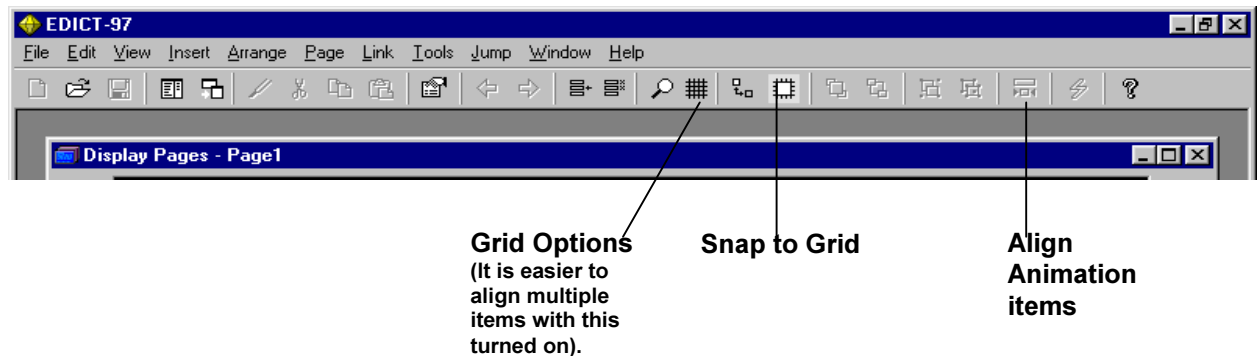 EDICT-97
File Edit View Insert Arrange Page Link Tools Jump Window Help
Display Pages - Page1
Grid Options Snap to Grid Align
(It is easier to Animation
align multiple items
items with this
turned on).